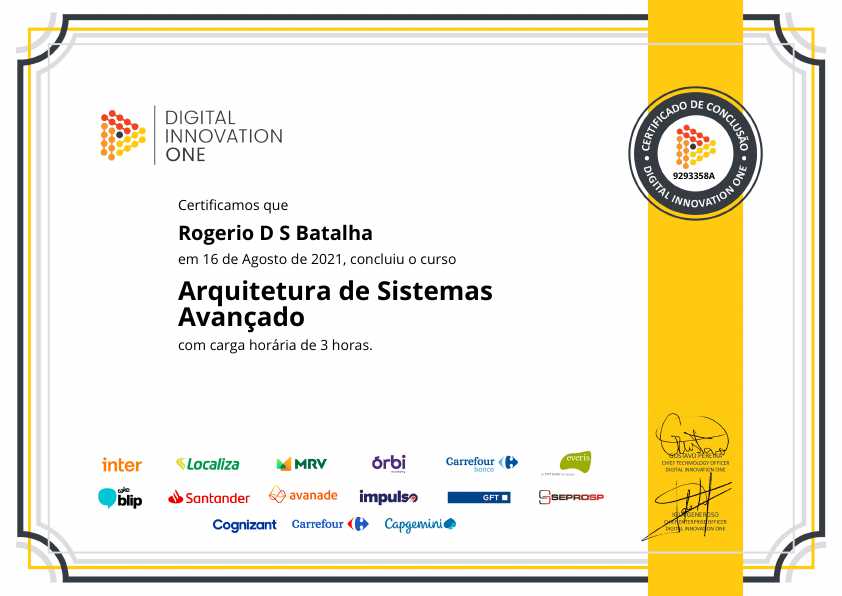 DIGITAL
INNOVATION
ONE
CERTIFICADO DE CONCLUSÃO
9293358A
DIGITAL INNOVATION ONE
Certificamos que
Rogerio D S Batalha
em 16 de Agosto de 2021, concluiu o curso
Arquitetura de Sistemas
Avançado
com carga horária de 3 horas.
GUSTAVO PEREIRA
CHIEF TECHNOLOGY OFFICER
DIGITAL INNOVATION ONE
inter
Localiza
MRV
órbi
Carrefour
banco
everis
take
blip
Santander
avanade
impulso
GFT
SEPROSP
GENEROSO
CHIEF ENTERPRISE OFFICER
DIGITAL INNOVATION ONE
Cognizant
Carrefour
Capgemini